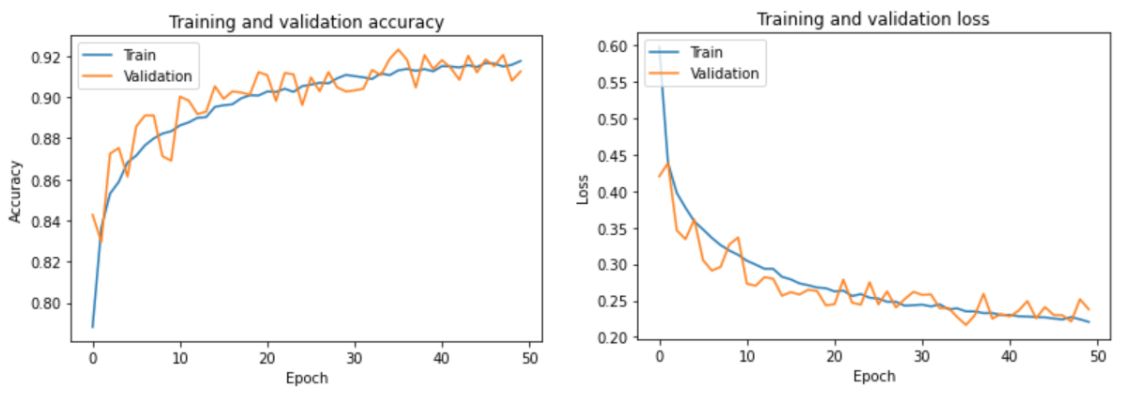 Training and validation accuracy
Train
Validation
0.92
0.90
0.88
0.86
0.84
0.82
0.80
Accuracy
0 10 20 30 40 50
Epoch
Training and validation loss
Train
Validation
0.60
0.55
0.50
0.45
0.40
0.35
0.30
0.25
0.20
Loss
0 10 20 30 40 50
Epoch